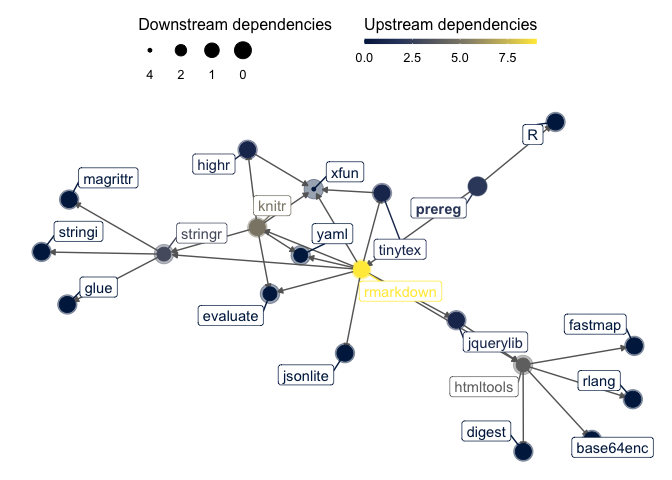 Downstream dependencies
4 2 1 0
Upstream dependencies
0.0 2.5 5.0 7.5
R
highr
xfun
magrittr
knitr
prereg
stringi
stringr
yaml
tinytex
glue
rmarkdown
evaluate
fastmap
jquerylib
jsonlite
htmltools
rlang
digest
base64enc